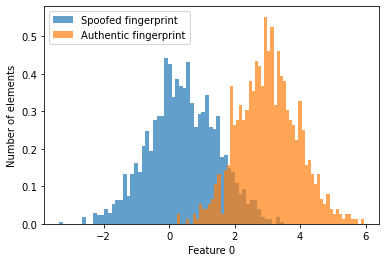 Spoofed fingerprint
Authentic fingerprint
Number of elements
0.5
0.4
0.3
0.2
0.1
0.0
−2
0
2
4
6
Feature 0